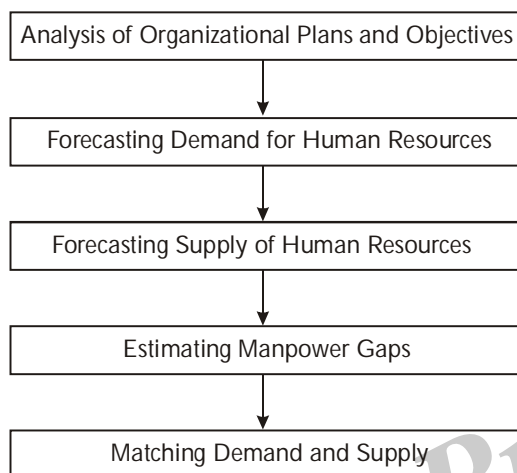 Analysis of Organizational Plans and Objectives
Forecasting Demand for Human Resources
Forecasting Supply of Human Resources
Estimating Manpower Gaps
Matching Demand and Supply